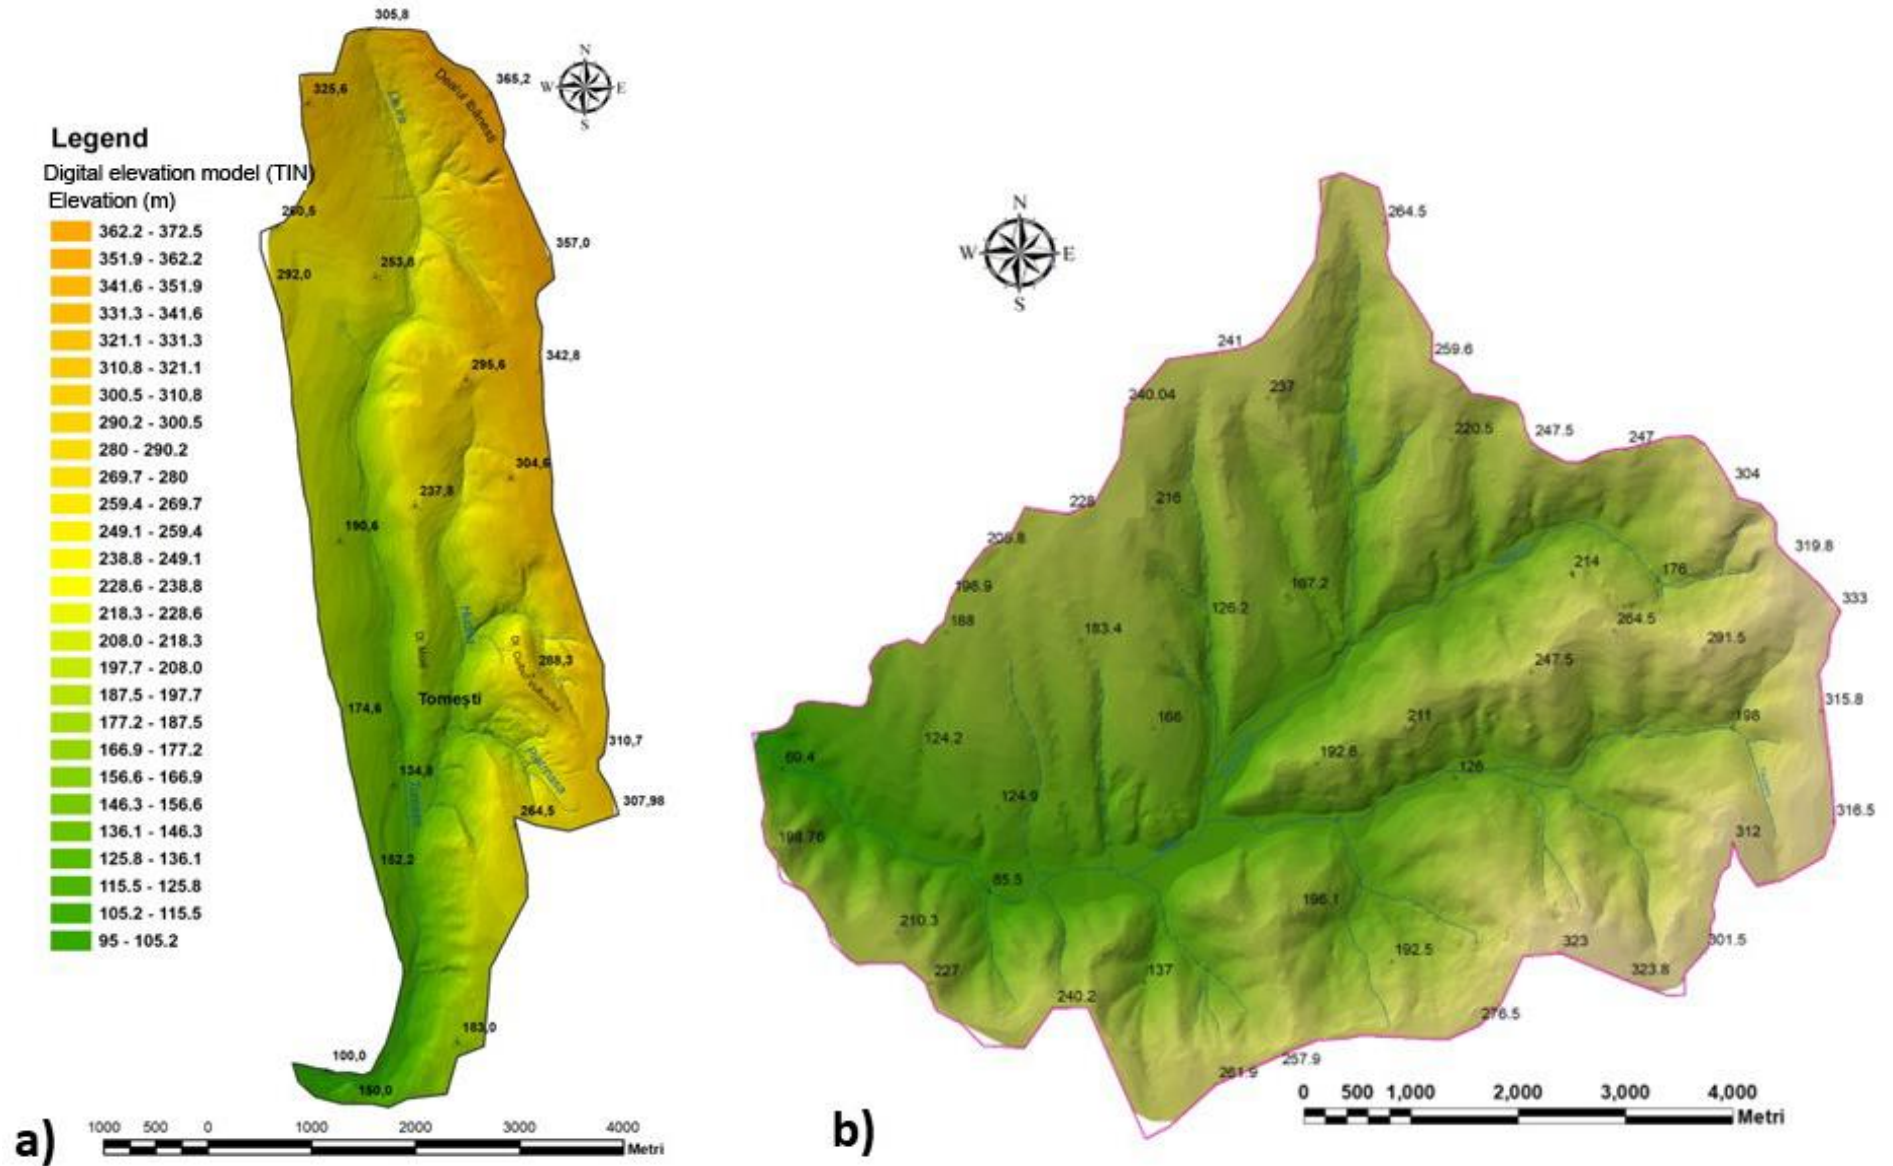 305,8
365,2
N
W
E
S
325,6
Legend
Digital elevation model (TIN)
Elevation (m)
260,5
362.2 - 372.5
351.9 - 362.2
341.6 - 351.9
331.3 - 341.6
321.1 - 331.3
310.8 - 321.1
300.5 - 310.8
290.2 - 300.5
280 - 290.2
269.7 - 280
259.4 - 269.7
249.1 - 259.4
238.8 - 249.1
228.6 - 238.8
218.3 - 228.6
208.0 - 218.3
197.7 - 208.0
187.5 - 197.7
177.2 - 187.5
166.9 - 177.2
156.6 - 166.9
146.3 - 156.6
136.1 - 146.3
125.8 - 136.1
115.5 - 125.8
105.2 - 115.5
95 - 105.2
Dealul Ibănești
357,0
253,8
292,0
342,8
295,6
304,6
237,8
190,6
288,3
Tomești
174,6
310,7
134,8
307,98
264,5
152,2
183,0
100,0
150,0
a)
1000 500 0 1000 2000 3000 4000
Metri
N
W
E
S
264.5
241
259.6
237
240.04
220.5
247.5
247
304
216
228
209.8
319.8
214
176
167.2
196.9
333
126.2
188
264.5
183.4
291.5
247.5
315.8
198
211
166
124.2
192.6
69.4
126
124.9
316.5
198.76
312
85.5
196.1
210.3
301.5
323
192.5
227
137
323.8
240.2
276.5
257.9
261.9
b)
0 500 1,000 2,000 3,000 4,000
Metri